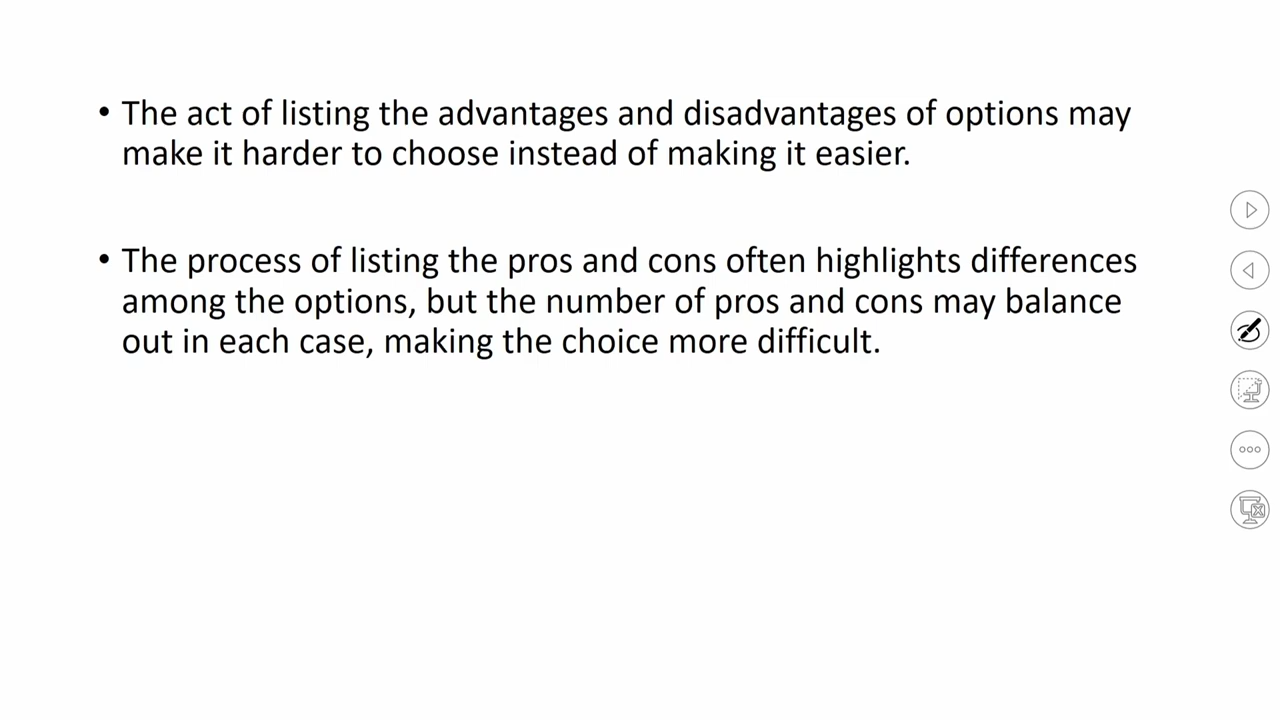 • The act of listing the advantages and disadvantages of options may
make it harder to choose instead of making it easier.
• The process of listing the pros and cons often highlights differences
among the options, but the number of pros and cons may balance
out in each case, making the choice more difficult.